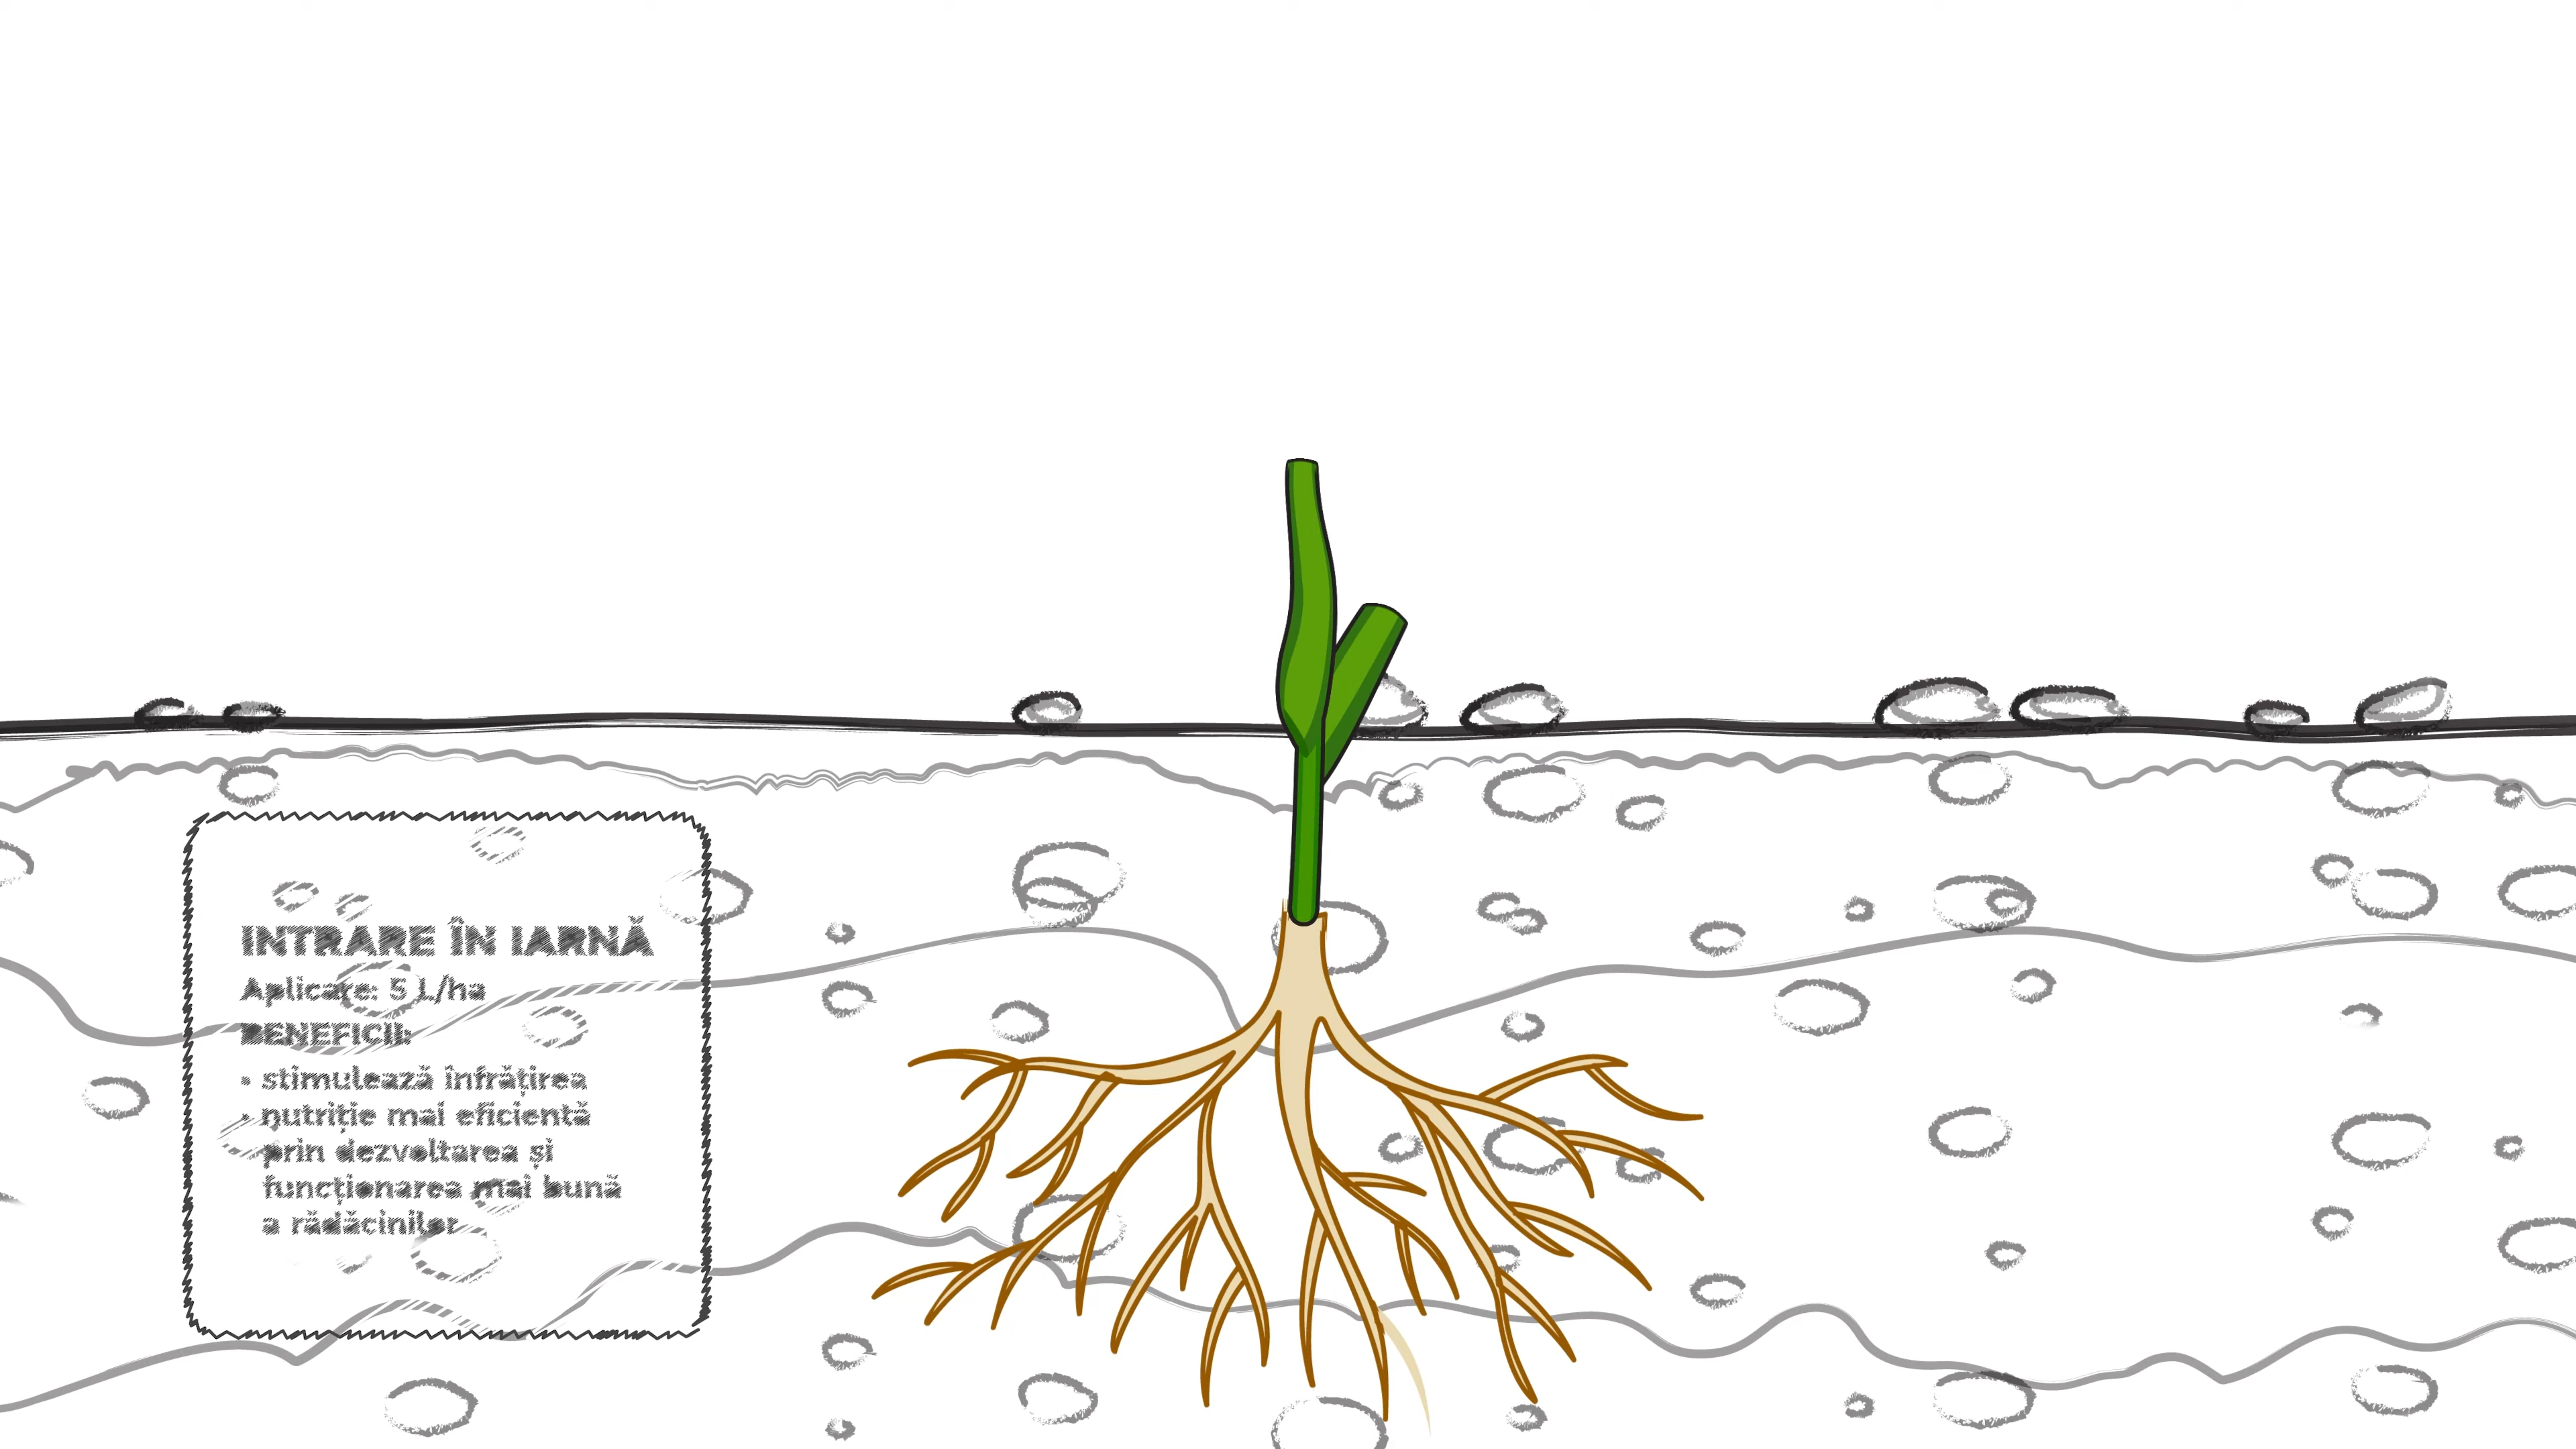 INTRARE ÎN IARNĂ
Aplicare: 5 L/ha
BENEFICII:
• stimulează înfrățirea
• nutriție mai eficientă
prin dezvoltarea și
funcționarea mai bună
a rădăcinilor